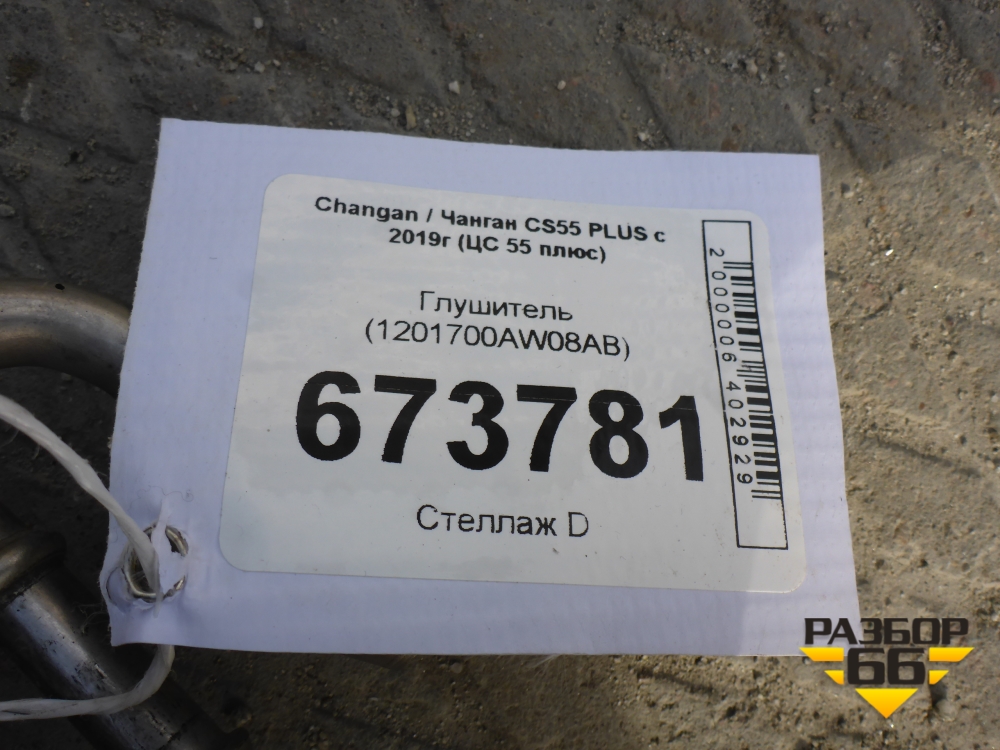 Changan / Чанган CS55 PLUS с
2019г (ЦС 55 плюс)
Глушитель
(1201700AW08AB)
673781
Стеллаж D
2000006402929
РАЗБОР
66